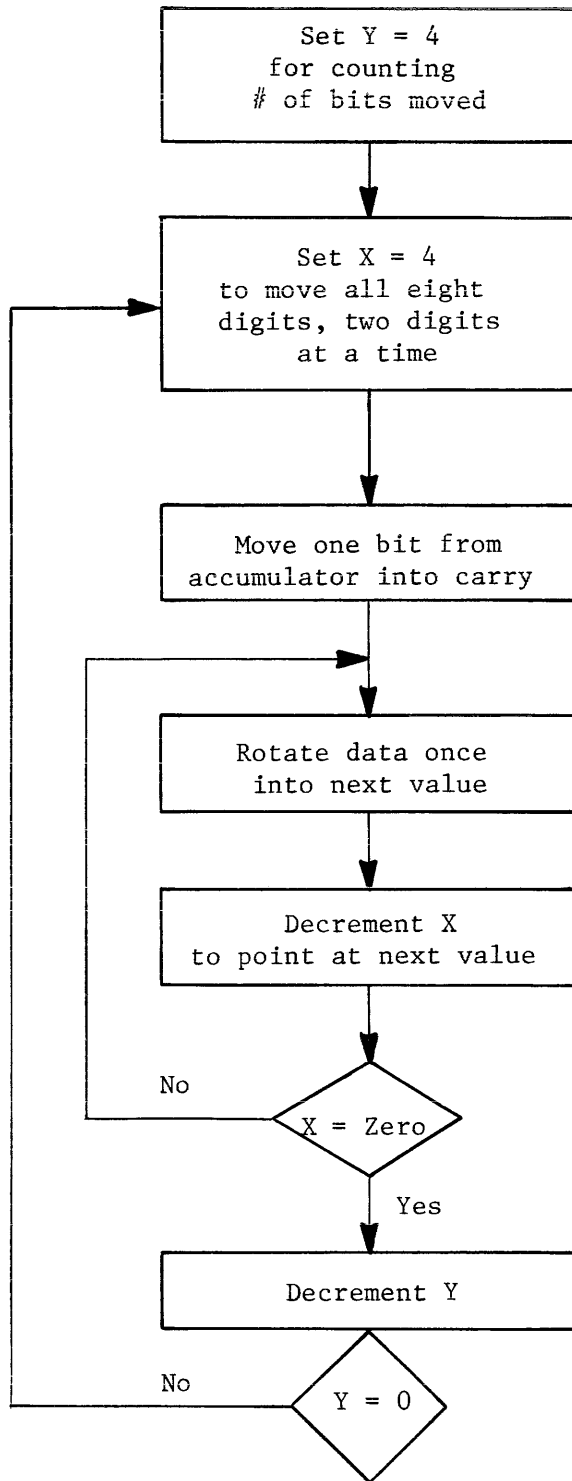 Set Y = 4
for counting
# of bits moved
Set X = 4
to move all eight
digits, two digits
at a time
Move one bit from
accumulator into carry
Rotate data once
into next value
Decrement X
to point at next value
No
X = Zero
Yes
Decrement Y
No
Y = 0